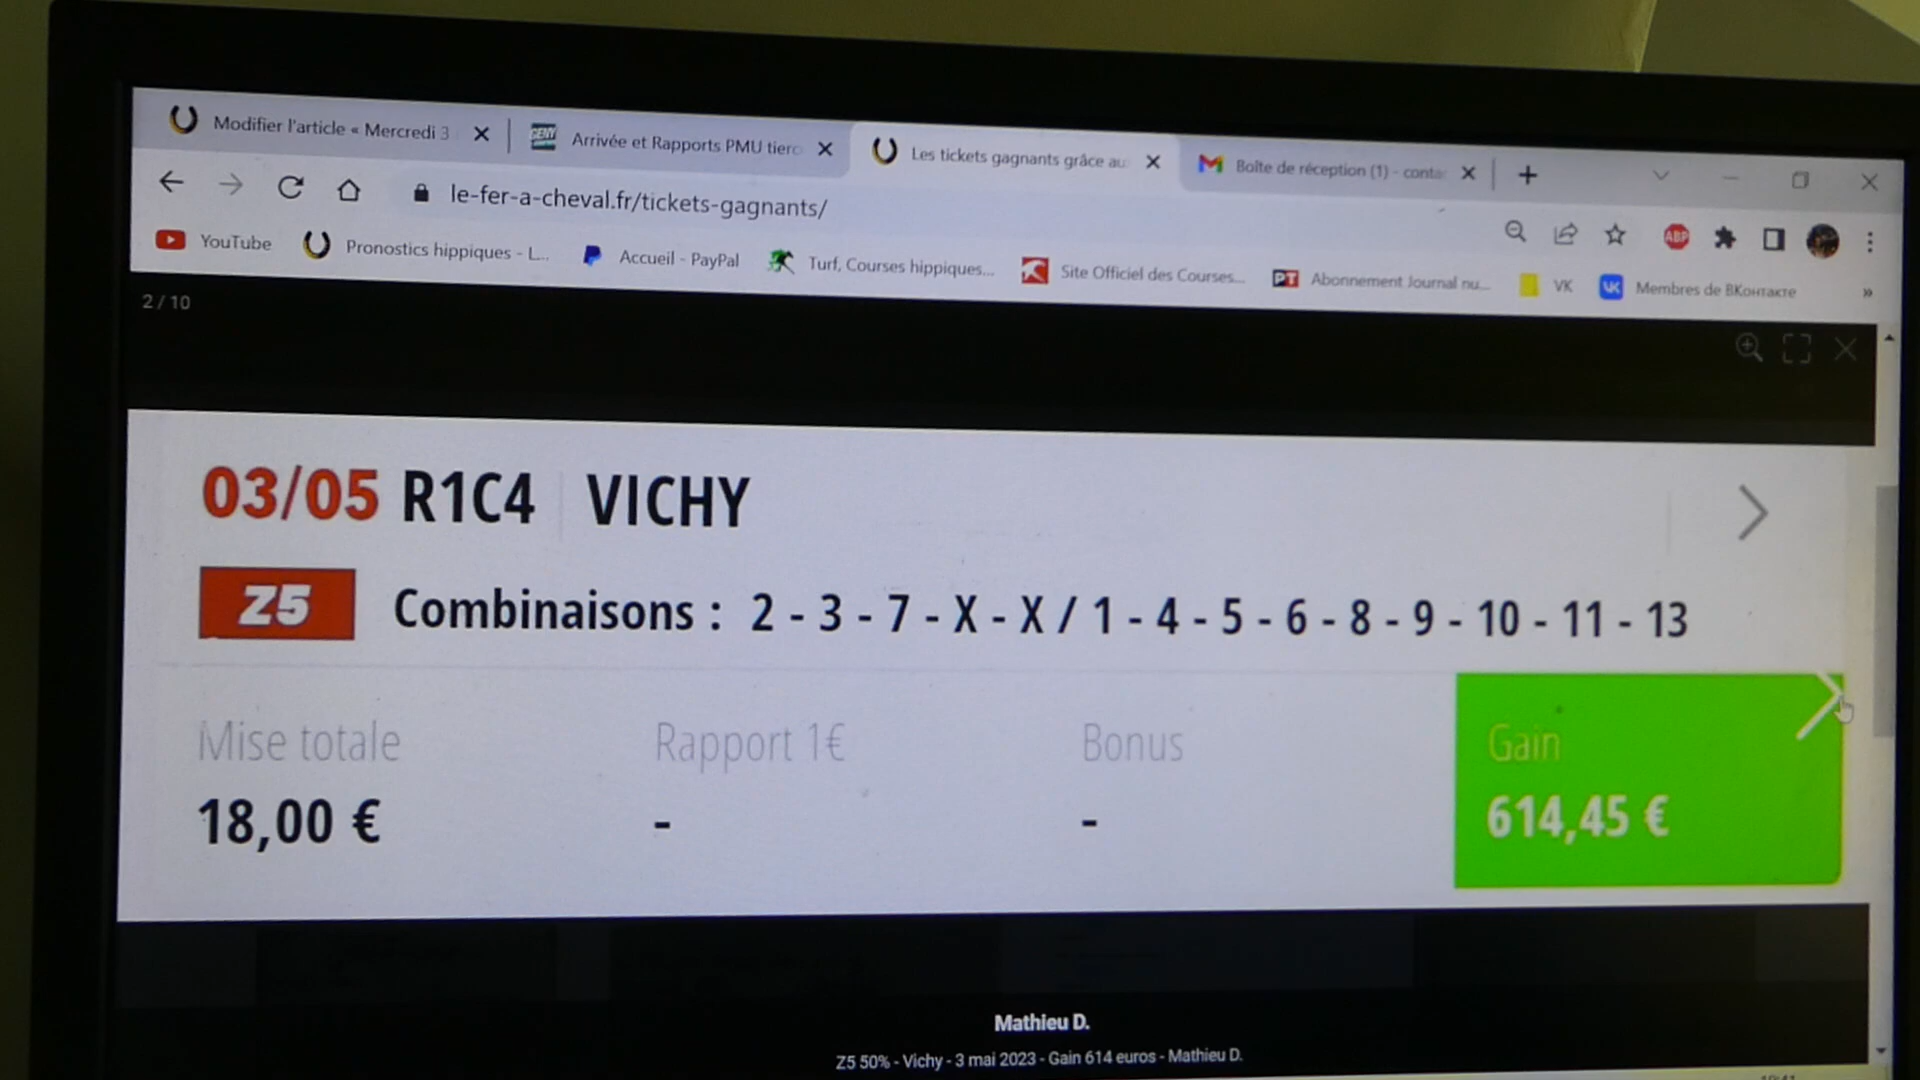 Modifier l'article « Mercredi 3
Arrivée et Rapports PMU tierc
Les tickets gagnants grâce au
Boîte de réception (1) - conta
le-fer-a-cheval.fr/tickets-gagnants/
ABP
YouTube
Pronostics hippiques - L...
Accueil - PayPal
Turf, Courses hippiques...
Site Officiel des Courses...
PT
Abonnement Journal nu...
VK
Membres de ВКонтакте
»
2 / 10
03/05 R1C4 VICHY
Z5 Combinaisons : 2 - 3 - 7 - X - X / 1 - 4 - 5 - 6 - 8 - 9 - 10 - 11 - 13
Mise totale Rapport 1€ Bonus Gain
18,00 € - - 614,45 €
Mathieu D.
Z5 50% - Vichy - 3 mai 2023 - Gain 614 euros - Mathieu D.